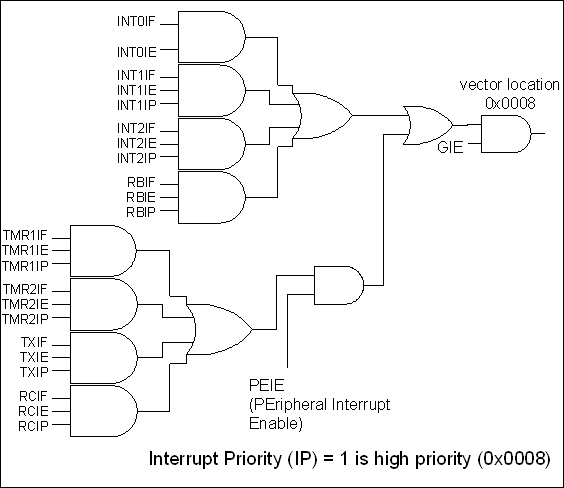 INT0IF
INT0IE
INT1IF
INT1IE
INT1IP
INT2IF
INT2IE
INT2IP
RBIF
RBIE
RBIP
vector location
0x0008
GIE
TMR1IF
TMR1IE
TMR1IP
TMR2IF
TMR2IE
TMR2IP
TXIF
TXIE
TXIP
RCIF
RCIE
RCIP
PEIE
(PEripheral Interrupt
Enable)
Interrupt Priority (IP) = 1 is high priority (0x0008)